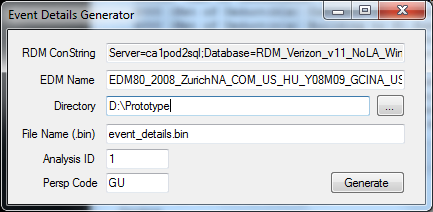 Event Details Generator
RDM ConString Server=ca1pod2sql;Database=RDM_Verizon_v11_NoLA_Win
EDM Name EDM80_2008_ZurichNA_COM_US_HU_Y08M09_GCINA_US
Directory D:\Prototype ...
File Name (.bin) event_details.bin
Analysis ID 1
Persp Code GU Generate